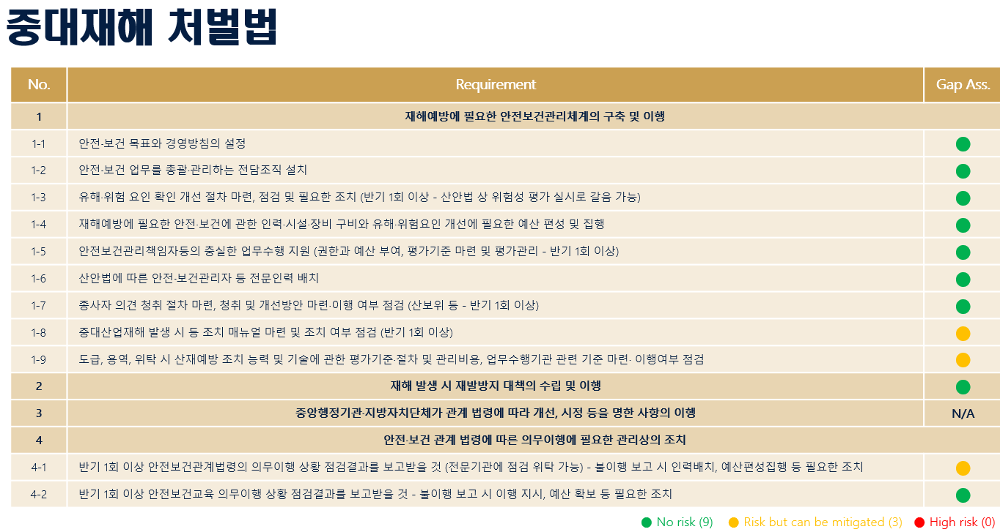 중대재해 처벌법
No. Requirement Gap Ass.
1 재해예방에 필요한 안전보건관리체계의 구축 및 이행
1-1 안전·보건 목표와 경영방침의 설정
1-2 안전·보건 업무를 총괄·관리하는 전담조직 설치
1-3 유해·위험 요인 확인 개선 절차 마련, 점검 및 필요한 조치 (반기 1회 이상 - 산안법 상 위험성 평가 실시로 갈음 가능)
1-4 재해예방에 필요한 안전·보건에 관한 인력·시설·장비 구비와 유해·위험요인 개선에 필요한 예산 편성 및 집행
1-5 안전보건관리책임자등의 충실한 업무수행 지원 (권한과 예산 부여, 평가기준 마련 및 평가관리 - 반기 1회 이상)
1-6 산안법에 따른 안전·보건관리자 등 전문인력 배치
1-7 종사자 의견 청취 절차 마련, 청취 및 개선방안 마련·이행 여부 점검 (산보위 등 - 반기 1회 이상)
1-8 중대산업재해 발생 시 등 조치 매뉴얼 마련 및 조치 여부 점검 (반기 1회 이상)
1-9 도급, 용역, 위탁 시 산재예방 조치 능력 및 기술에 관한 평가기준·절차 및 관리비용, 업무수행기관 관련 기준 마련· 이행여부 점검
2 재해 발생 시 재발방지 대책의 수립 및 이행
3 중앙행정기관·지방자치단체가 관계 법령에 따라 개선, 시정 등을 명한 사항의 이행 N/A
4 안전·보건 관계 법령에 따른 의무이행에 필요한 관리상의 조치
4-1 반기 1회 이상 안전보건관계법령의 의무이행 상황 점검결과를 보고받을 것 (전문기관에 점검 위탁 가능) - 불이행 보고 시 인력배치, 예산편성집행 등 필요한 조치
4-2 반기 1회 이상 안전보건교육 의무이행 상황 점검결과를 보고받을 것 - 불이행 보고 시 이행 지시, 예산 확보 등 필요한 조치
No risk (9) Risk but can be mitigated (3) High risk (0)